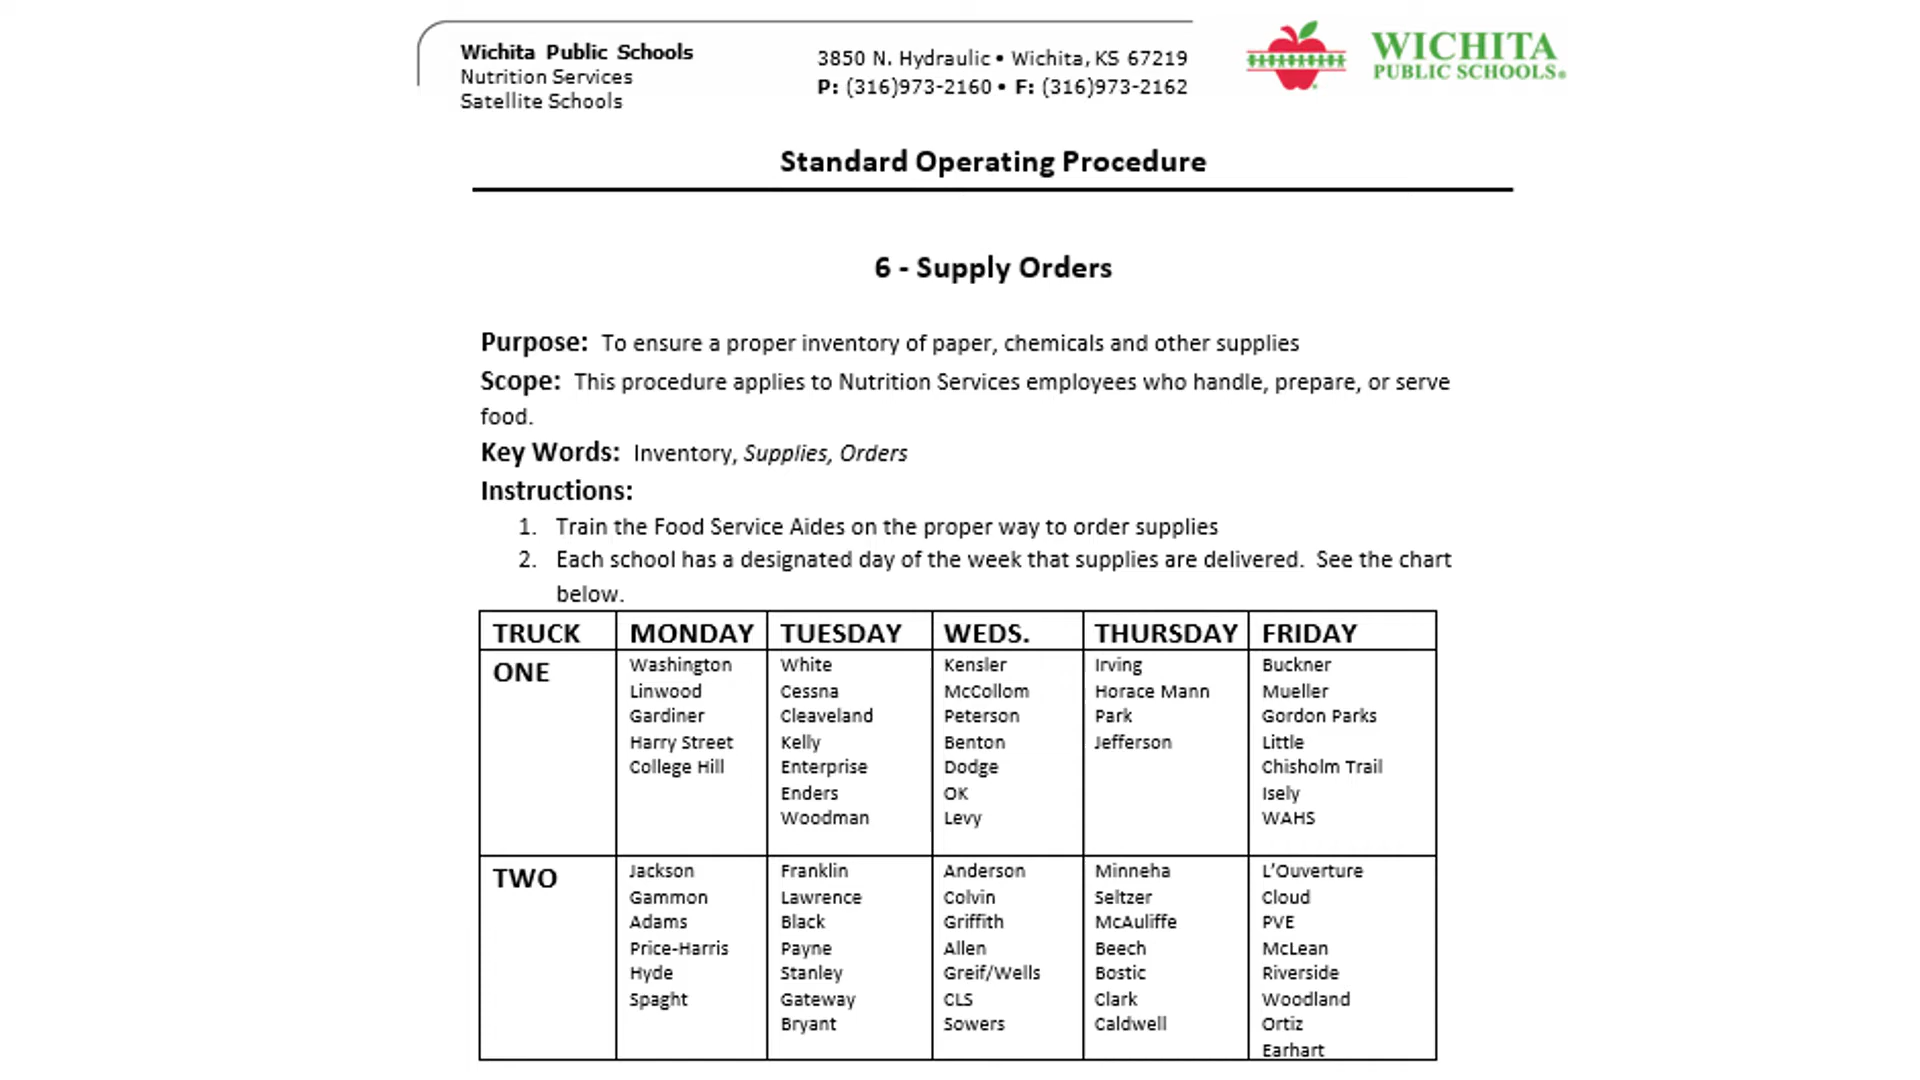 Wichita Public Schools
Nutrition Services
Satellite Schools
3850 N. Hydraulic • Wichita, KS 67219
P: (316)973-2160 • F: (316)973-2162
WICHITA
PUBLIC SCHOOLS®
Standard Operating Procedure
6 - Supply Orders
Purpose: To ensure a proper inventory of paper, chemicals and other supplies
Scope: This procedure applies to Nutrition Services employees who handle, prepare, or serve
food.
Key Words: Inventory, Supplies, Orders
Instructions:
1. Train the Food Service Aides on the proper way to order supplies
2. Each school has a designated day of the week that supplies are delivered. See the chart
below.
TRUCK MONDAY TUESDAY WEDS. THURSDAY FRIDAY
ONE
Washington White Kensler Irving Buckner
Linwood Cessna McCollom Horace Mann Mueller
Gardiner Cleaveland Peterson Park Gordon Parks
Harry Street Kelly Benton Jefferson Little
College Hill Enterprise Dodge Chisholm Trail
Enders OK Isely
Woodman Levy WAHS
TWO
Jackson Franklin Anderson Minneha L’Ouverture
Gammon Lawrence Colvin Seltzer Cloud
Adams Black Griffith McAuliffe PVE
Price-Harris Payne Allen Beech McLean
Hyde Stanley Greif/Wells Bostic Riverside
Spaght Gateway CLS Clark Woodland
Bryant Sowers Caldwell Ortiz
Earhart